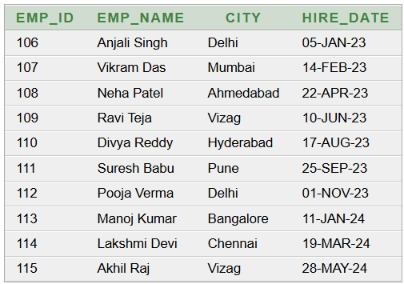 EMP_ID EMP_NAME CITY HIRE_DATE
106 Anjali Singh Delhi 05-JAN-23
107 Vikram Das Mumbai 14-FEB-23
108 Neha Patel Ahmedabad 22-APR-23
109 Ravi Teja Vizag 10-JUN-23
110 Divya Reddy Hyderabad 17-AUG-23
111 Suresh Babu Pune 25-SEP-23
112 Pooja Verma Delhi 01-NOV-23
113 Manoj Kumar Bangalore 11-JAN-24
114 Lakshmi Devi Chennai 19-MAR-24
115 Akhil Raj Vizag 28-MAY-24